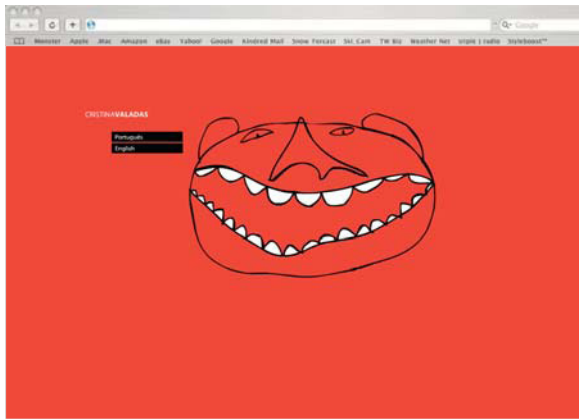 Google
Monster Apple .Mac Amazon eBay Yahoo! Google Kindred Mail Snow Forcast Ski Cam TW Biz Weather Net triple j radio Styleboost™
CRISTINAVALADAS
Português
English